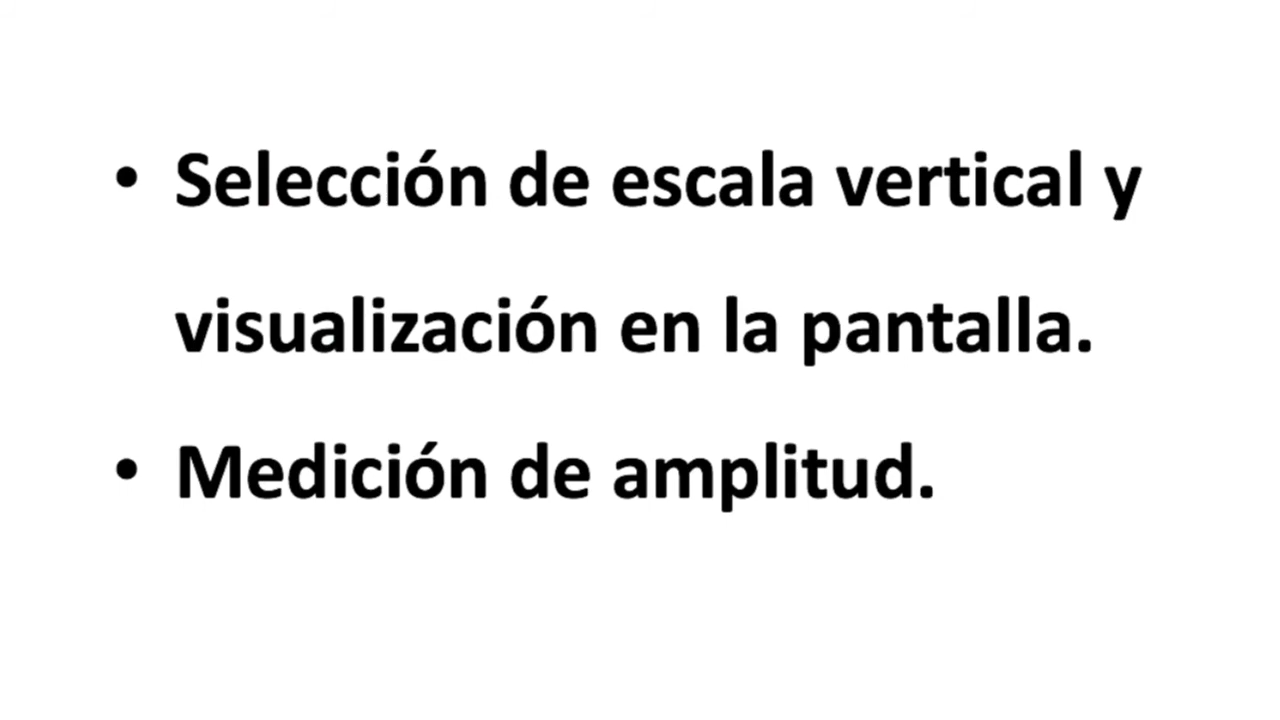 • Selección de escala vertical y
visualización en la pantalla.
• Medición de amplitud.